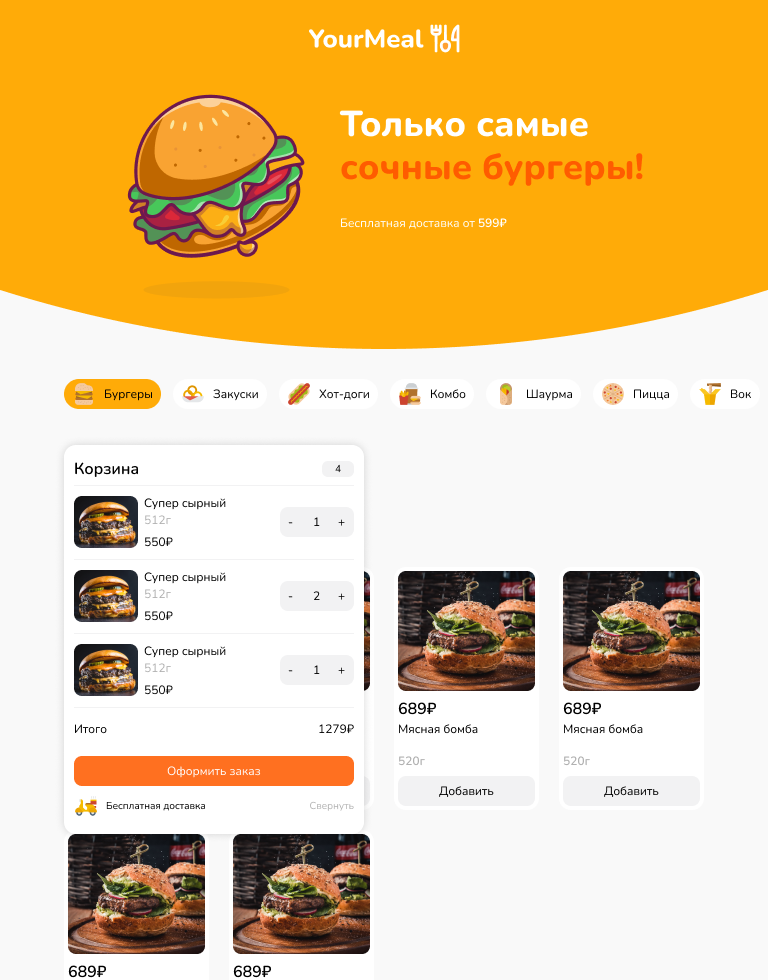 YourMeal
Только самые
сочные бургеры!
Бесплатная доставка от 599₽
Бургеры
Закуски
Хот-доги
Комбо
Шаурма
Пицца
Вок
Корзина
4
Супер сырный
512г
550₽
- 1 +
Супер сырный
512г
550₽
- 2 +
Супер сырный
512г
550₽
- 1 +
Итого 1279₽
Оформить заказ
Бесплатная доставка
Свернуть
689₽
Мясная бомба
520г
Добавить
689₽
Мясная бомба
520г
Добавить
689₽
689₽